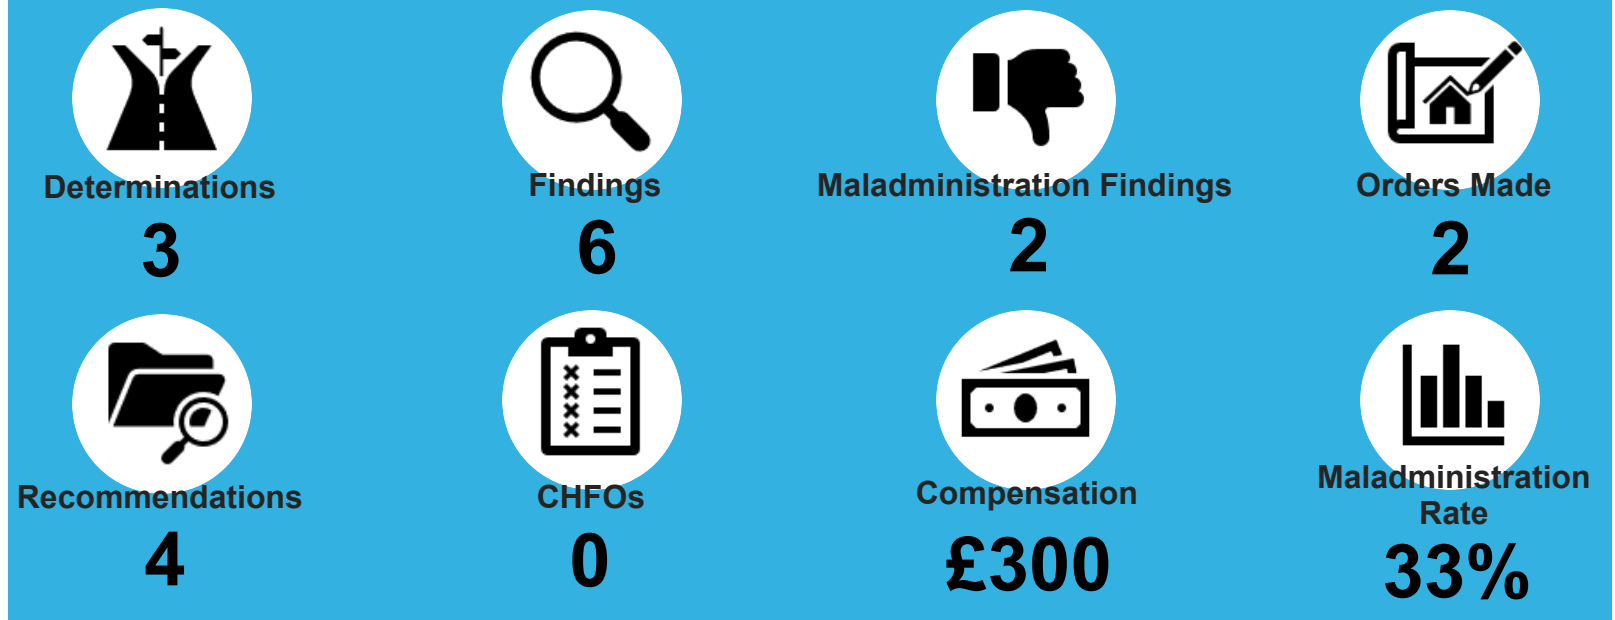 Determinations
3
Findings
6
Maladministration Findings
2
Orders Made
2
Recommendations
4
CHFOs
0
Compensation
£300
Maladministration
Rate
33%